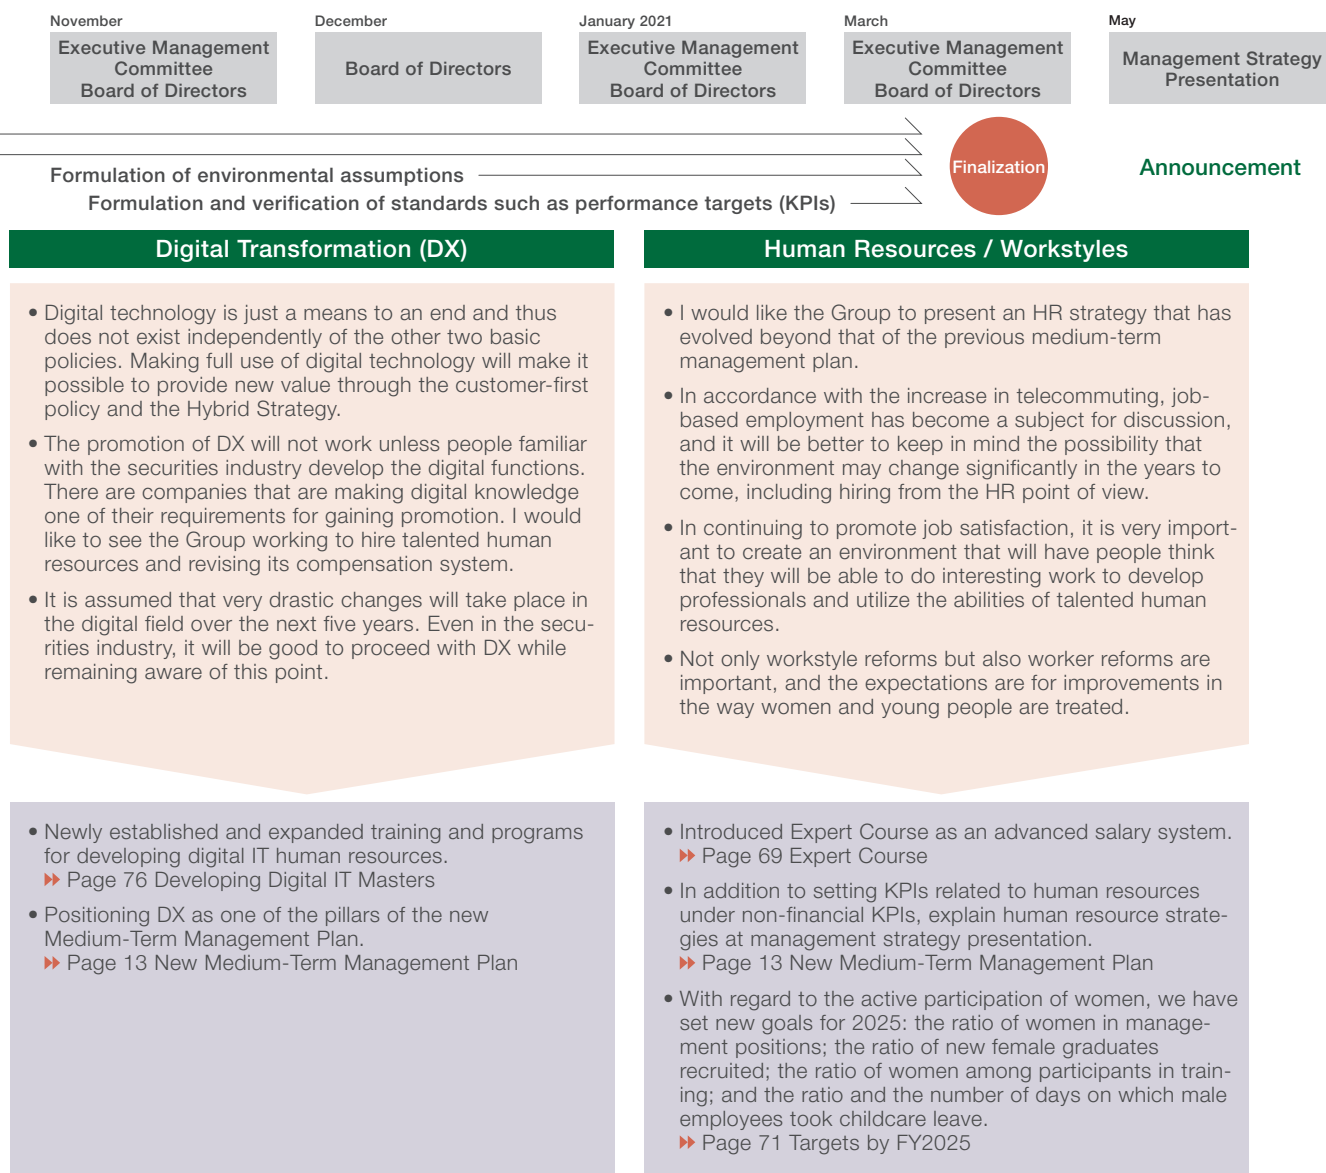 November
December
January 2021
March
May
Executive Management
Committee
Board of Directors
Board of Directors
Executive Management
Committee
Board of Directors
Executive Management
Committee
Board of Directors
Management Strategy
Presentation
Finalization
Announcement
Formulation of environmental assumptions
Formulation and verification of standards such as performance targets (KPIs)
Digital Transformation (DX)
• Digital technology is just a means to an end and thus
does not exist independently of the other two basic
policies. Making full use of digital technology will make it
possible to provide new value through the customer-first
policy and the Hybrid Strategy.
• The promotion of DX will not work unless people familiar
with the securities industry develop the digital functions.
There are companies that are making digital knowledge
one of their requirements for gaining promotion. I would
like to see the Group working to hire talented human
resources and revising its compensation system.
• It is assumed that very drastic changes will take place in
the digital field over the next five years. Even in the secu-
rities industry, it will be good to proceed with DX while
remaining aware of this point.
• Newly established and expanded training and programs
for developing digital IT human resources.
Page 76 Developing Digital IT Masters
• Positioning DX as one of the pillars of the new
Medium-Term Management Plan.
Page 13 New Medium-Term Management Plan
Human Resources / Workstyles
• I would like the Group to present an HR strategy that has
evolved beyond that of the previous medium-term
management plan.
• In accordance with the increase in telecommuting, job-
based employment has become a subject for discussion,
and it will be better to keep in mind the possibility that
the environment may change significantly in the years to
come, including hiring from the HR point of view.
• In continuing to promote job satisfaction, it is very import-
ant to create an environment that will have people think
that they will be able to do interesting work to develop
professionals and utilize the abilities of talented human
resources.
• Not only workstyle reforms but also worker reforms are
important, and the expectations are for improvements in
the way women and young people are treated.
• Introduced Expert Course as an advanced salary system.
Page 69 Expert Course
• In addition to setting KPIs related to human resources
under non-financial KPIs, explain human resource strate-
gies at management strategy presentation.
Page 13 New Medium-Term Management Plan
• With regard to the active participation of women, we have
set new goals for 2025: the ratio of women in manage-
ment positions; the ratio of new female graduates
recruited; the ratio of women among participants in train-
ing; and the ratio and the number of days on which male
employees took childcare leave.
Page 71 Targets by FY2025